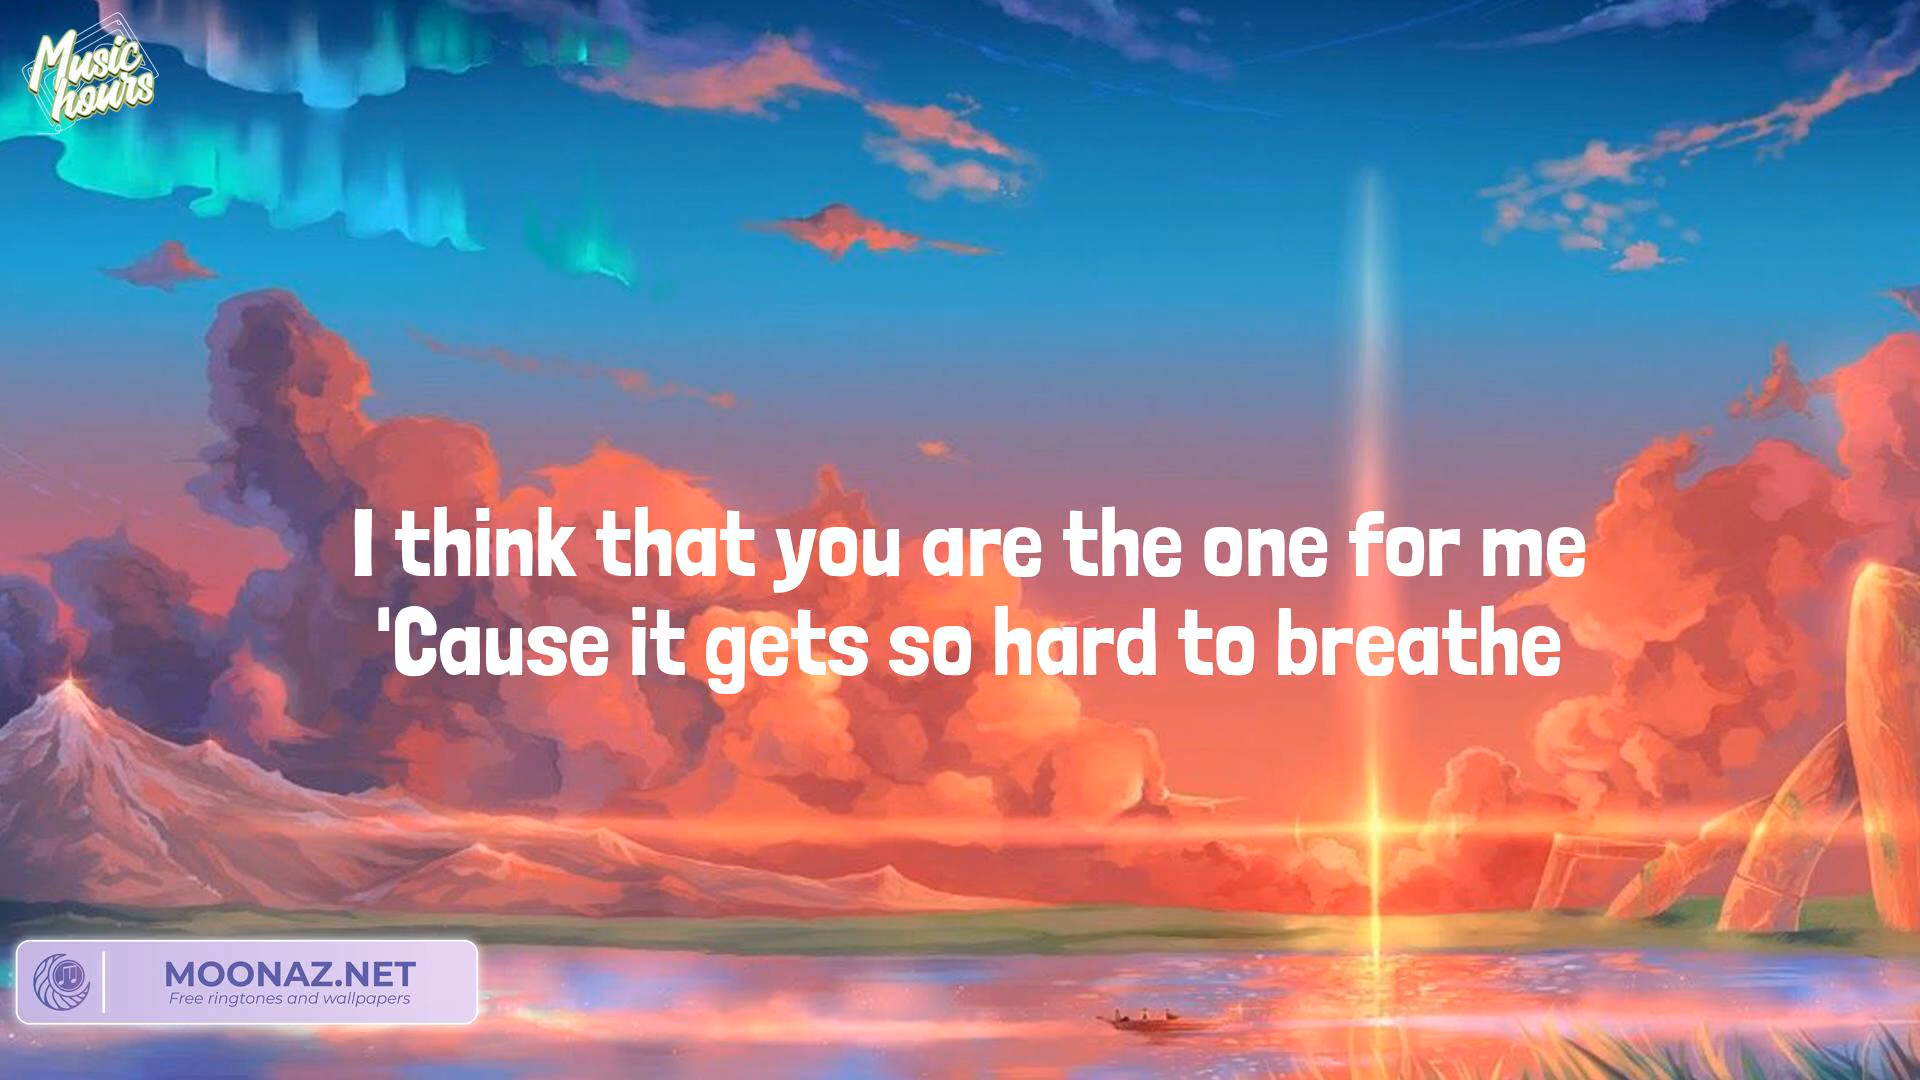 Music
hours
I think that you are the one for me
'Cause it gets so hard to breathe
MOONAZ.NET
Free ringtones and wallpapers